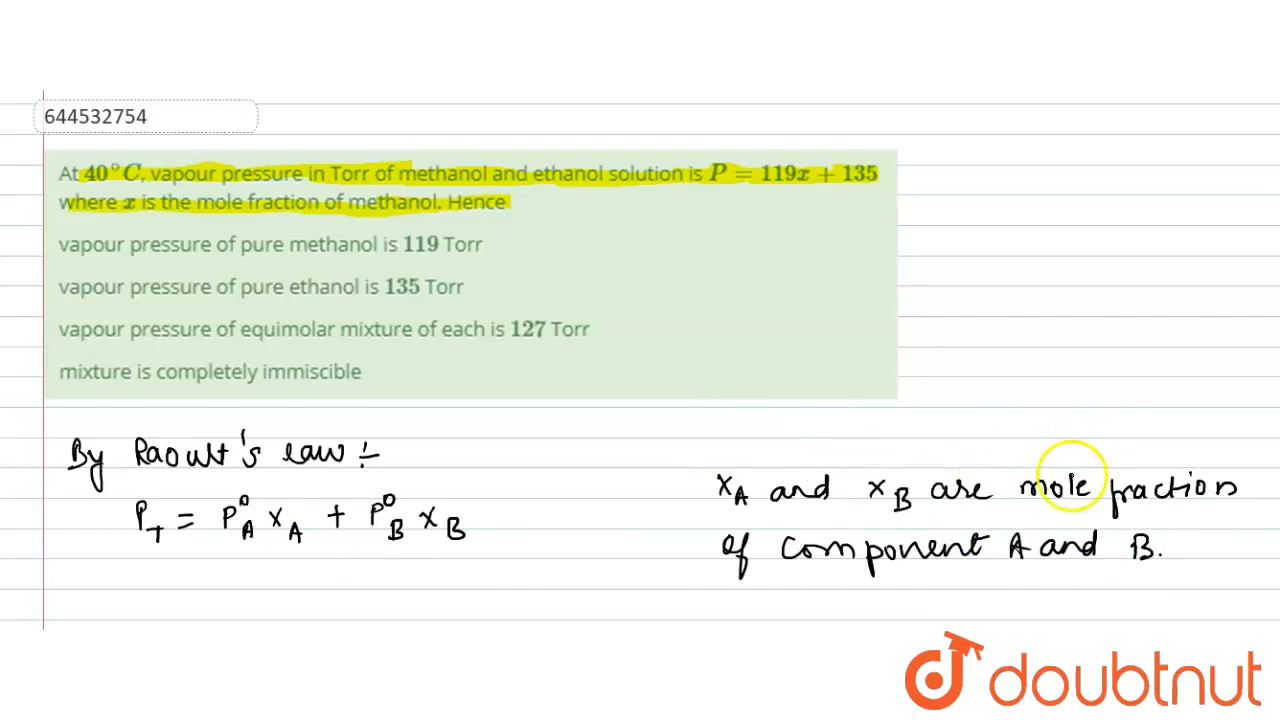 644532754
At 40°C, vapour pressure in Torr of methanol and ethanol solution is P = 119x + 135
where x is the mole fraction of methanol. Hence
vapour pressure of pure methanol is 119 Torr
vapour pressure of pure ethanol is 135 Torr
vapour pressure of equimolar mixture of each is 127 Torr
mixture is completely immiscible
By Raoult's law :-
P_T = P°_A x_A + P°_B x_B
x_A and x_B are mole fraction
of component A and B.
doubtnut